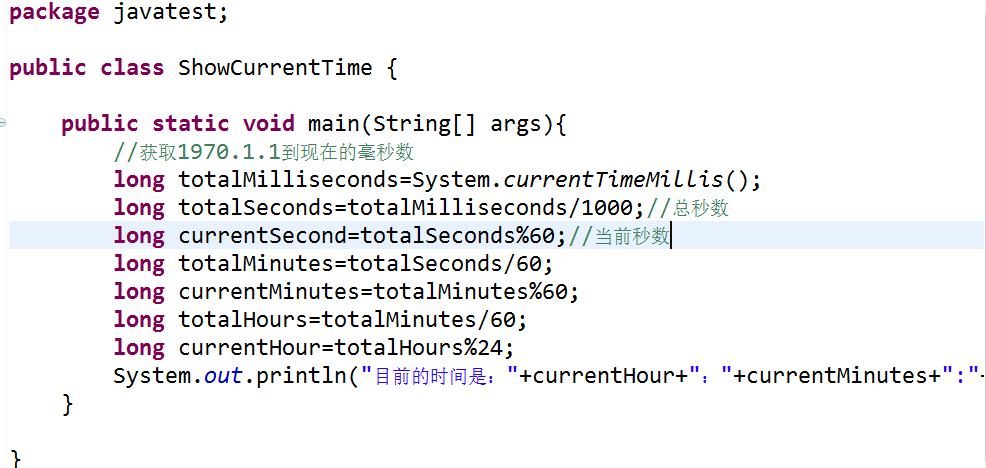 package javatest;
public class ShowCurrentTime {
public static void main(String[] args){
//获取1970.1.1到现在的毫秒数
long totalMilliseconds=System.currentTimeMillis();
long totalSeconds=totalMilliseconds/1000;//总秒数
long currentSecond=totalSeconds%60;//当前秒数
long totalMinutes=totalSeconds/60;
long currentMinutes=totalMinutes%60;
long totalHours=totalMinutes/60;
long currentHour=totalHours%24;
System.out.println("目前的时间是："+currentHour+"："+currentMinutes+":"+
}
}